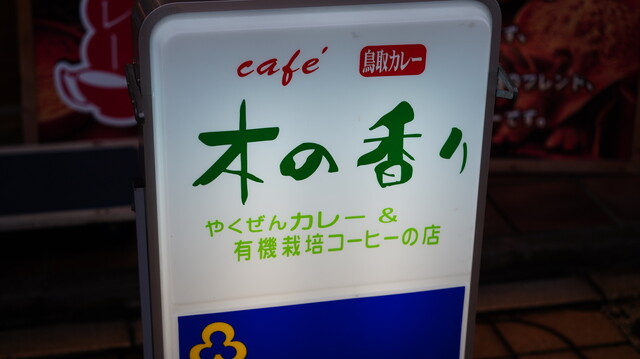 café
鳥取カレー
木の香り
やくぜんカレー &
有機栽培コーヒーの店